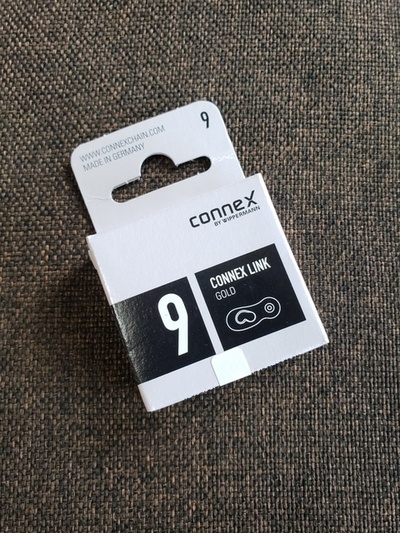 WWW.CONNEXCHAIN.COM
MADE IN GERMANY
9
connex
BY WIPPERMANN
9
CONNEX LINK
GOLD